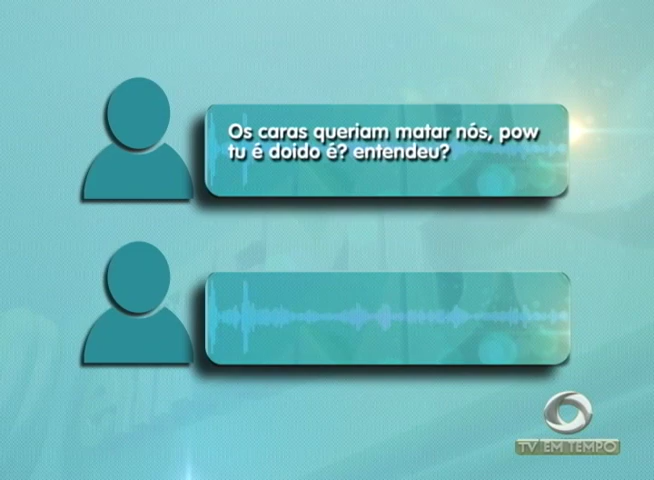 Os caras queriam matar nós, pow
tu é doido é? entendeu?
TV EM TEMPO